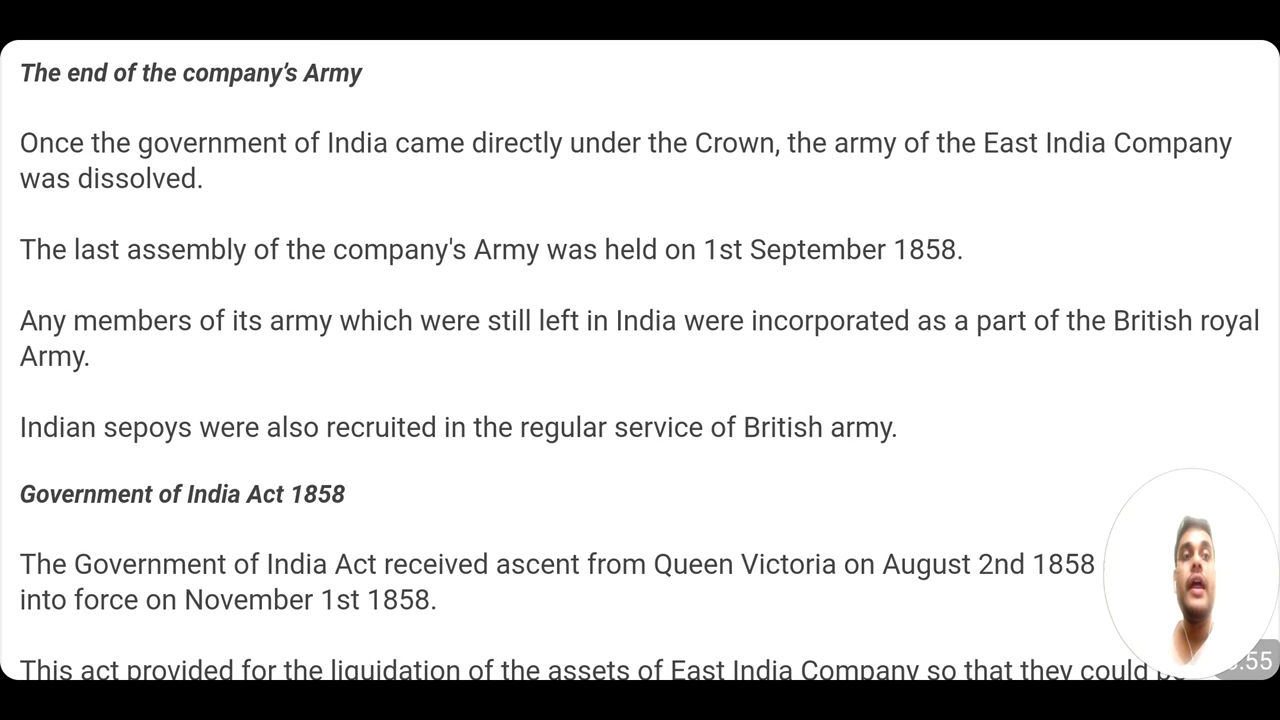 The end of the company's Army
Once the government of India came directly under the Crown, the army of the East India Company
was dissolved.
The last assembly of the company's Army was held on 1st September 1858.
Any members of its army which were still left in India were incorporated as a part of the British royal
Army.
Indian sepoys were also recruited in the regular service of British army.
Government of India Act 1858
The Government of India Act received ascent from Queen Victoria on August 2nd 1858
into force on November 1st 1858.
This act provided for the liquidation of the assets of East India Company so that they could